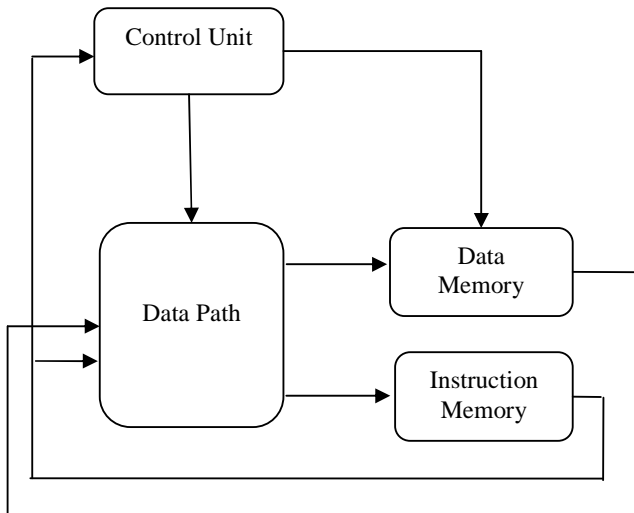 Control Unit
Data
Memory
Data Path
Instruction
Memory